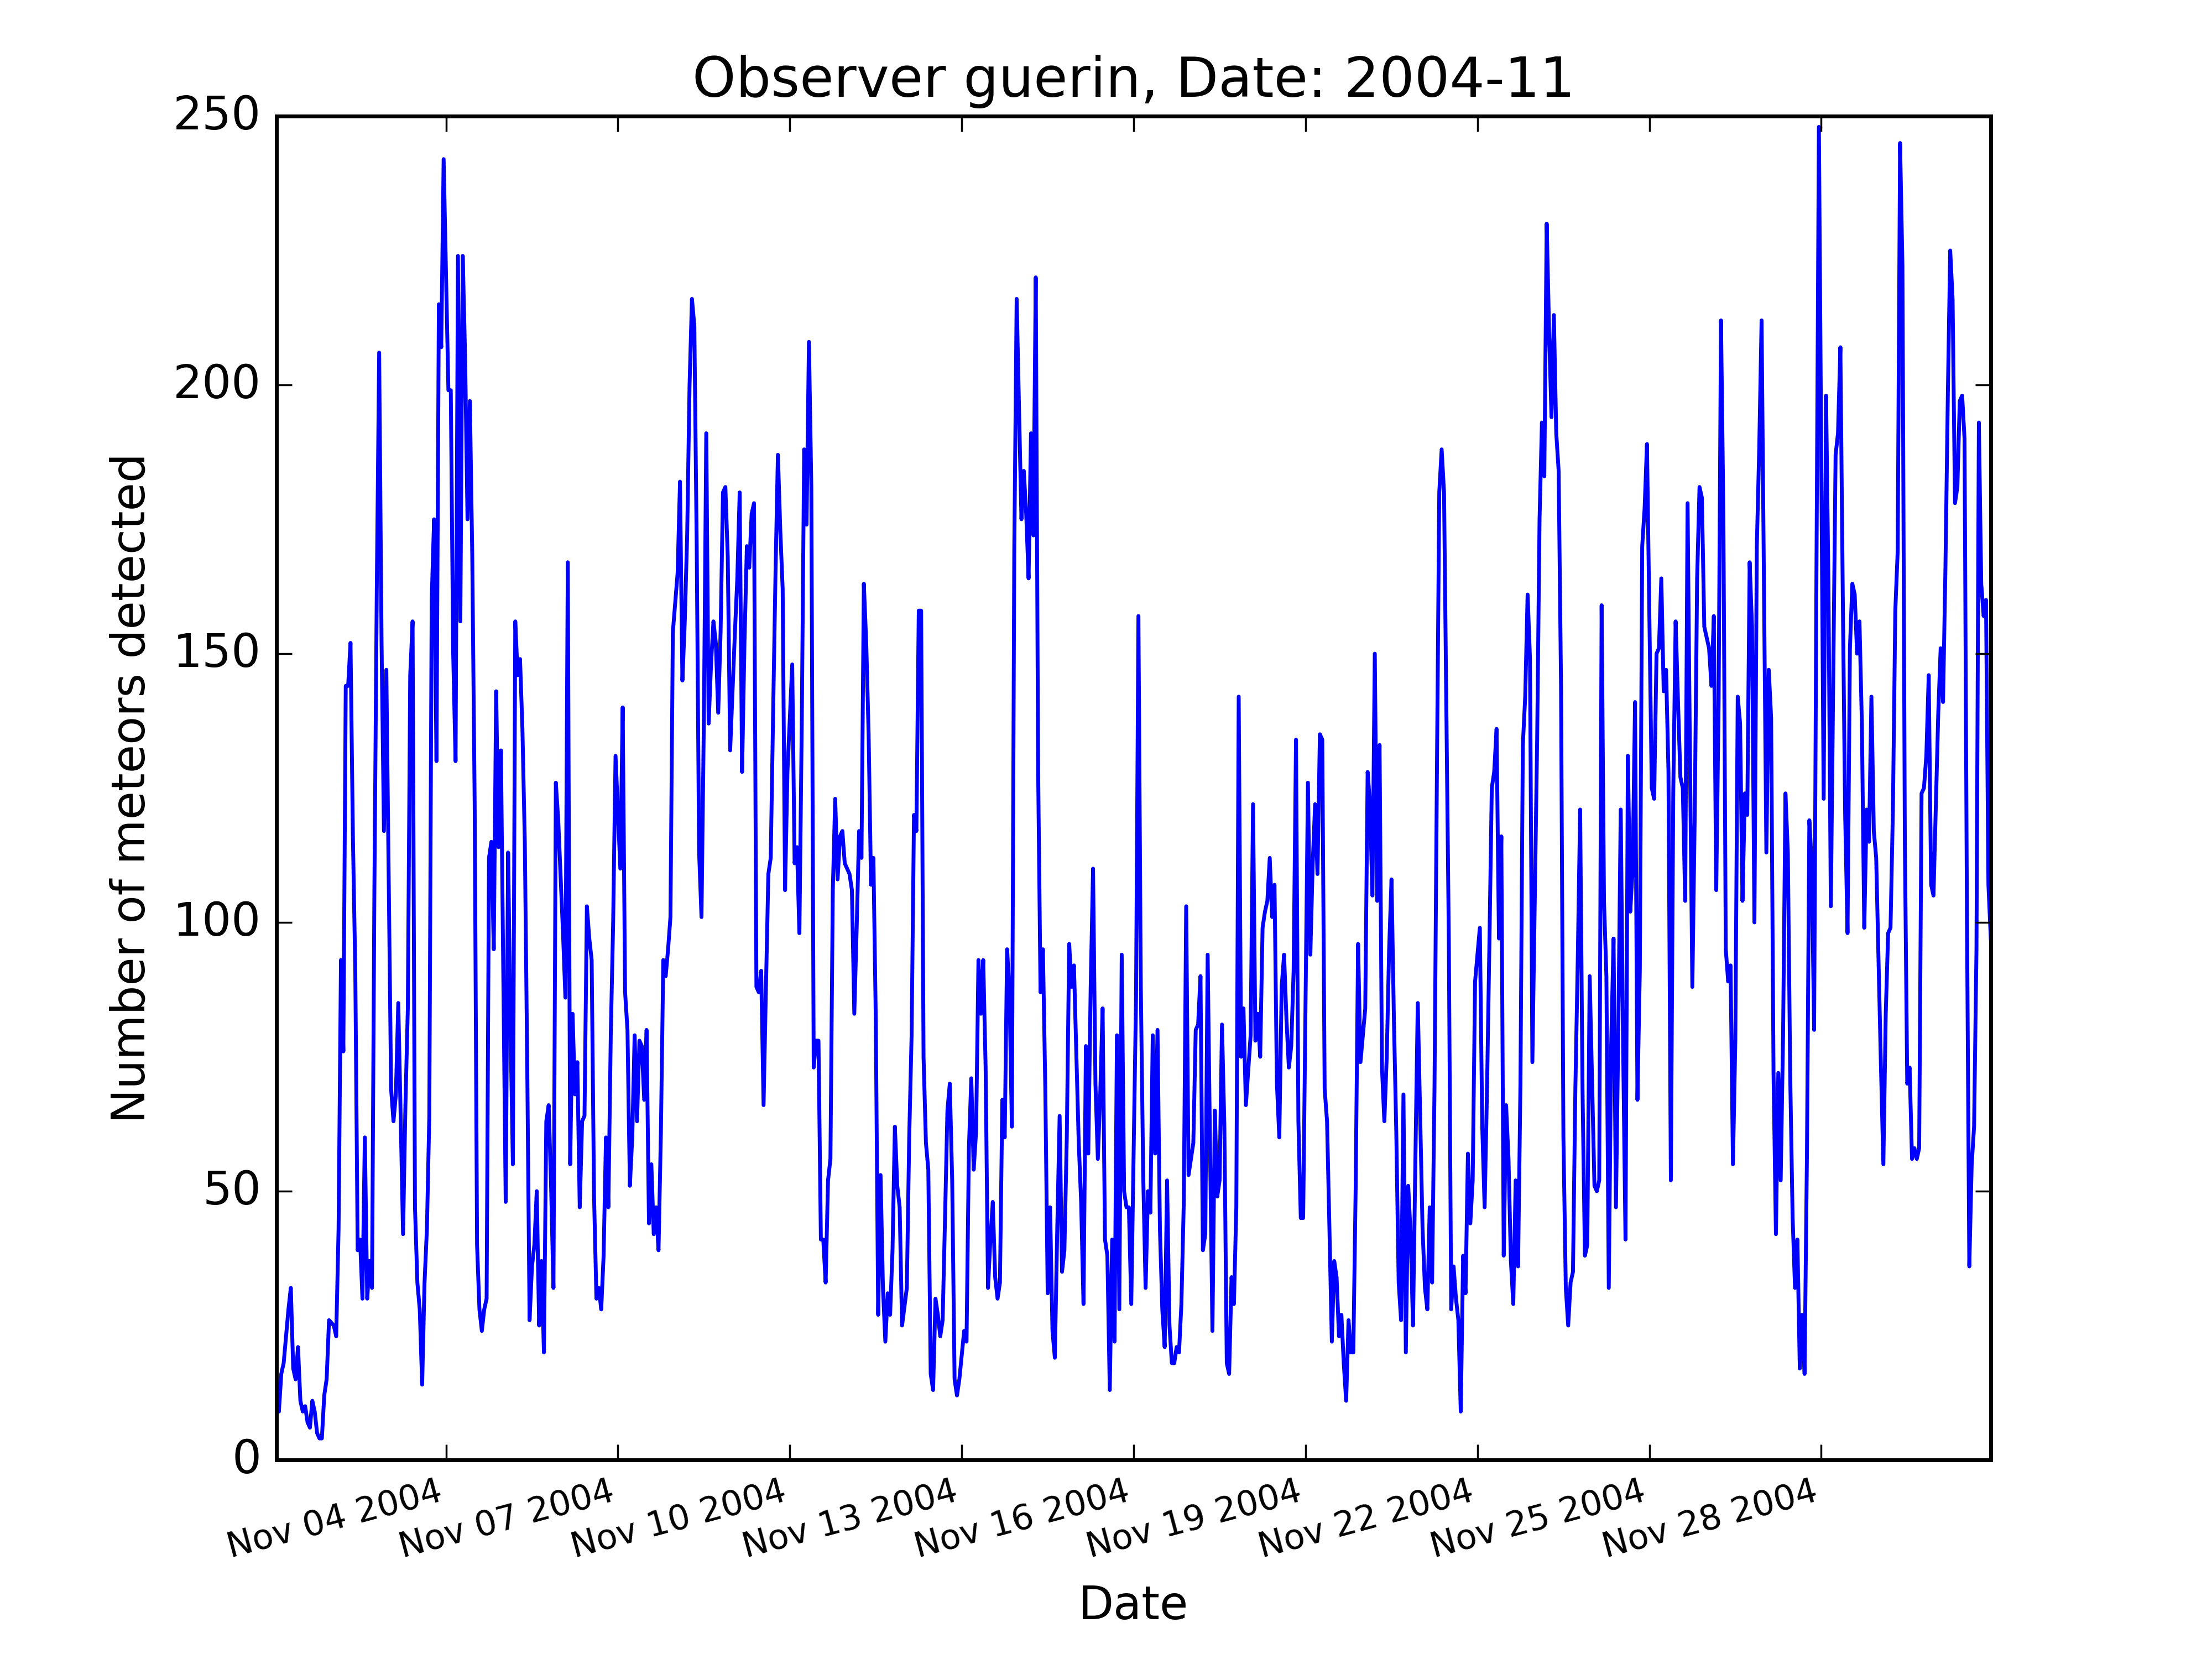 Observer guerin, Date: 2004-11
250
200
150
100
50
0
Number of meteors detected
Nov 04 2004
Nov 07 2004
Nov 10 2004
Nov 13 2004
Nov 16 2004
Nov 19 2004
Nov 22 2004
Nov 25 2004
Nov 28 2004
Date